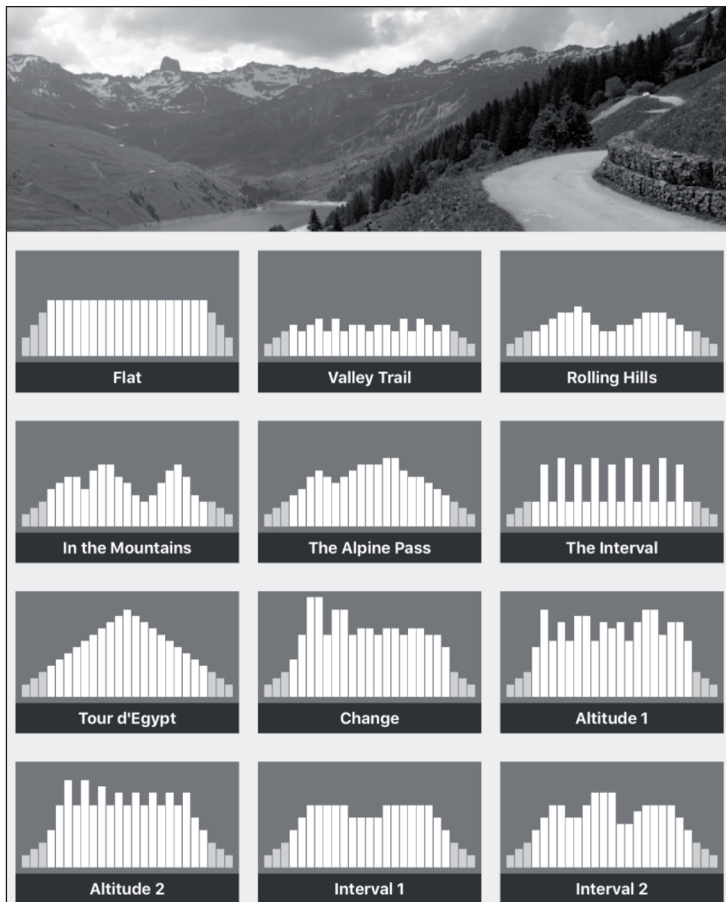 Flat
Valley Trail
Rolling Hills
In the Mountains
The Alpine Pass
The Interval
Tour d'Egypt
Change
Altitude 1
Altitude 2
Interval 1
Interval 2